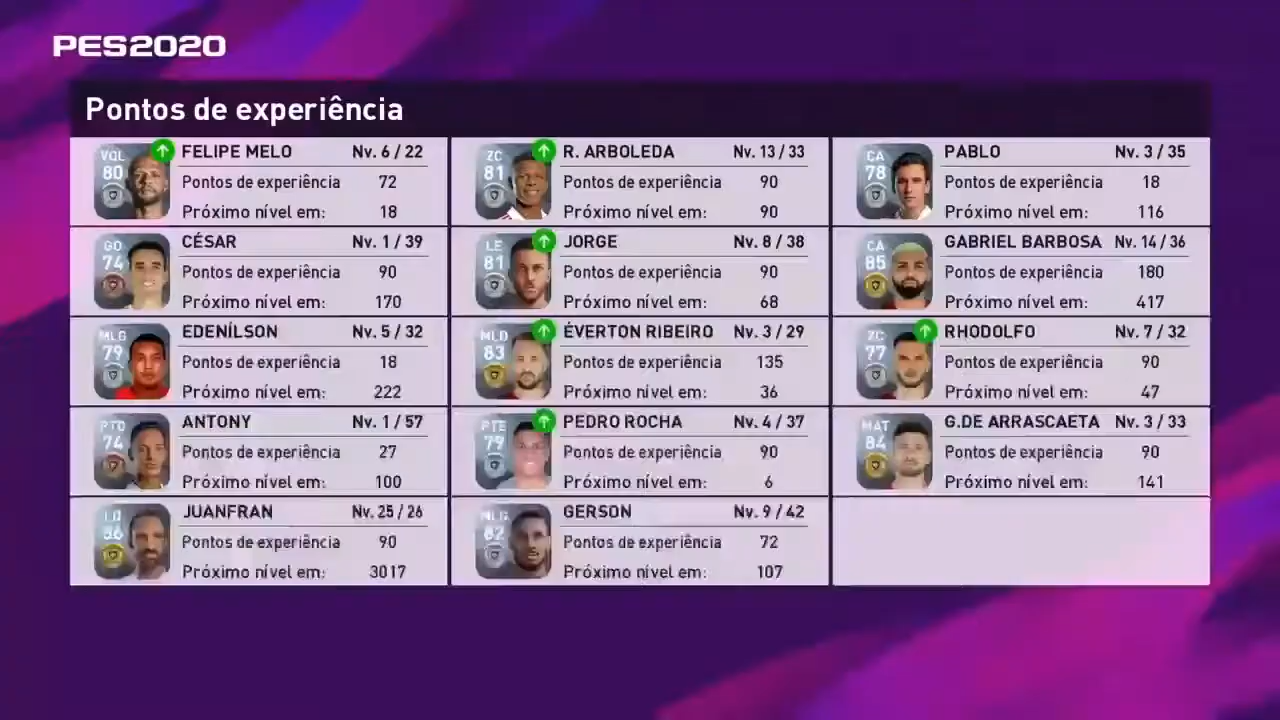 PES2020
Pontos de experiência
VOL 80 FELIPE MELO Nv. 6 / 22
Pontos de experiência 72
Próximo nível em: 18
ZC 81 R. ARBOLEDA Nv. 13 / 33
Pontos de experiência 90
Próximo nível em: 90
CA 78 PABLO Nv. 3 / 35
Pontos de experiência 18
Próximo nível em: 116
GO 74 CÉSAR Nv. 1 / 39
Pontos de experiência 90
Próximo nível em: 170
LE 81 JORGE Nv. 8 / 38
Pontos de experiência 90
Próximo nível em: 68
CA 85 GABRIEL BARBOSA Nv. 14 / 36
Pontos de experiência 180
Próximo nível em: 417
MLG 79 EDENÍLSON Nv. 5 / 32
Pontos de experiência 18
Próximo nível em: 222
MLD 83 ÉVERTON RIBEIRO Nv. 3 / 29
Pontos de experiência 135
Próximo nível em: 36
ZC 77 RHODOLFO Nv. 7 / 32
Pontos de experiência 90
Próximo nível em: 47
PTD 74 ANTONY Nv. 1 / 57
Pontos de experiência 27
Próximo nível em: 100
PTE 79 PEDRO ROCHA Nv. 4 / 37
Pontos de experiência 90
Próximo nível em: 6
MAT 84 G.DE ARRASCAETA Nv. 3 / 33
Pontos de experiência 90
Próximo nível em: 141
LD 86 JUANFRAN Nv. 25 / 26
Pontos de experiência 90
Próximo nível em: 3017
MLG 82 GERSON Nv. 9 / 42
Pontos de experiência 72
Próximo nível em: 107